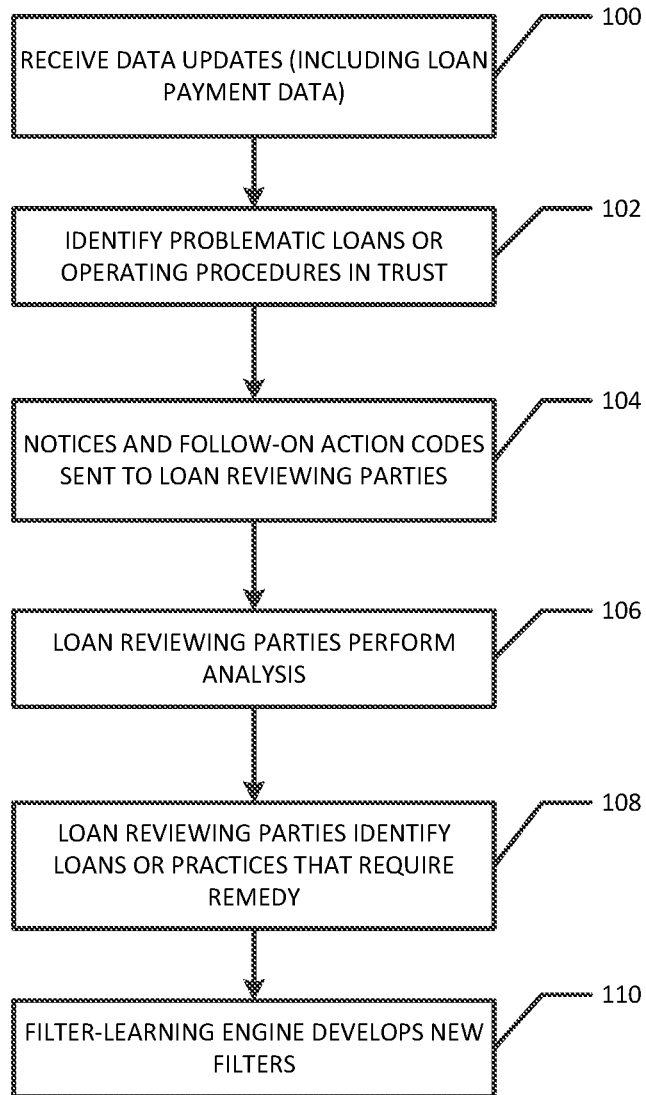 100
RECEIVE DATA UPDATES (INCLUDING LOAN
PAYMENT DATA)
102
IDENTIFY PROBLEMATIC LOANS OR
OPERATING PROCEDURES IN TRUST
104
NOTICES AND FOLLOW-ON ACTION CODES
SENT TO LOAN REVIEWING PARTIES
106
LOAN REVIEWING PARTIES PERFORM
ANALYSIS
108
LOAN REVIEWING PARTIES IDENTIFY
LOANS OR PRACTICES THAT REQUIRE
REMEDY
110
FILTER-LEARNING ENGINE DEVELOPS NEW
FILTERS